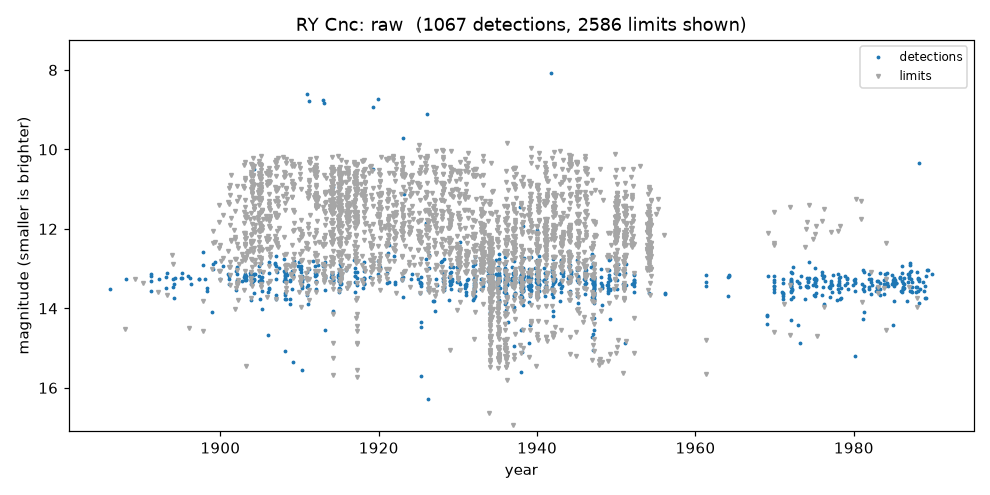 RY Cnc: raw  (1067 detections, 2586 limits shown)
detections
limits
magnitude (smaller is brighter)
8
10
12
14
16
1900
1920
1940
1960
1980
year